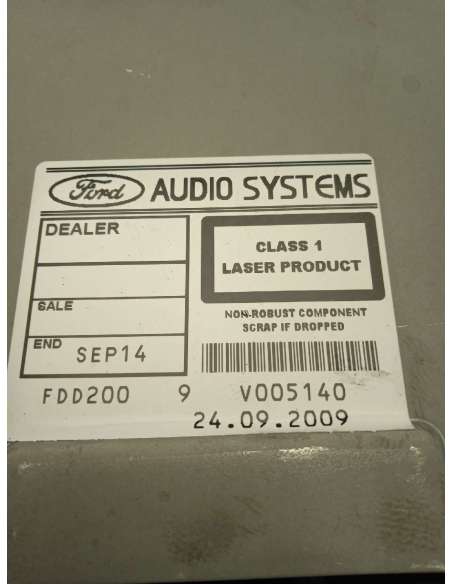 Ford AUDIO SYSTEMS
DEALER
SALE
END SEP14
CLASS 1
LASER PRODUCT
NON-ROBUST COMPONENT
SCRAP IF DROPPED
FDD200 9 V005140
24.09.2009